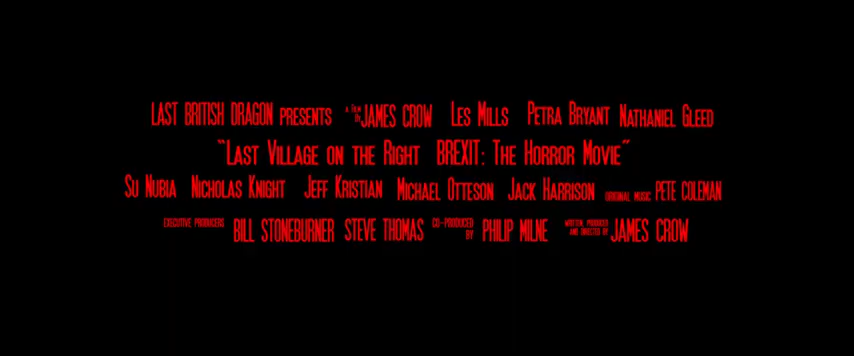 LAST BRITISH DRAGON PRESENTS A FILM BY JAMES CROW LES MILLS PETRA BRYANT NATHANIEL GLEED
"LAST VILLAGE ON THE RIGHT BREXIT: THE HORROR MOVIE"
SU NUBIA NICHOLAS KNIGHT JEFF KRISTIAN MICHAEL OTTESON JACK HARRISON ORIGINAL MUSIC PETE COLEMAN
EXECUTIVE PRODUCERS BILL STONEBURNER STEVE THOMAS CO-PRODUCED BY PHILIP MILNE WRITTEN, PRODUCED AND DIRECTED BY JAMES CROW